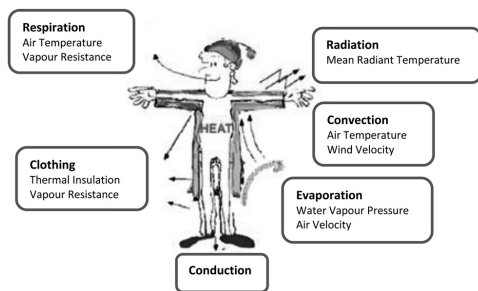 Respiration
Air Temperature
Vapour Resistance
Radiation
Mean Radiant Temperature
HEAT
Convection
Air Temperature
Wind Velocity
Clothing
Thermal Insulation
Vapour Resistance
Evaporation
Water Vapour Pressure
Air Velocity
Conduction